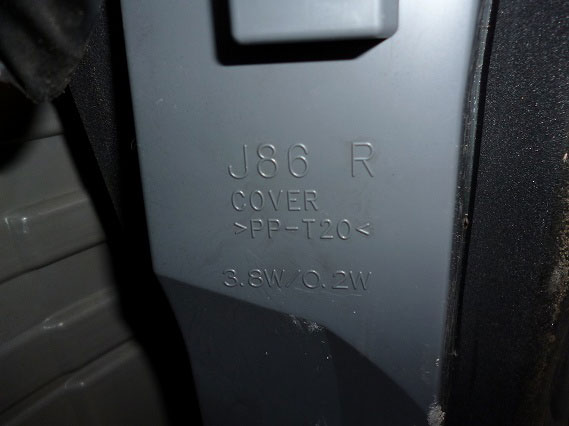 J86 R
COVER
>PP-T20<
3.8W/0.2W